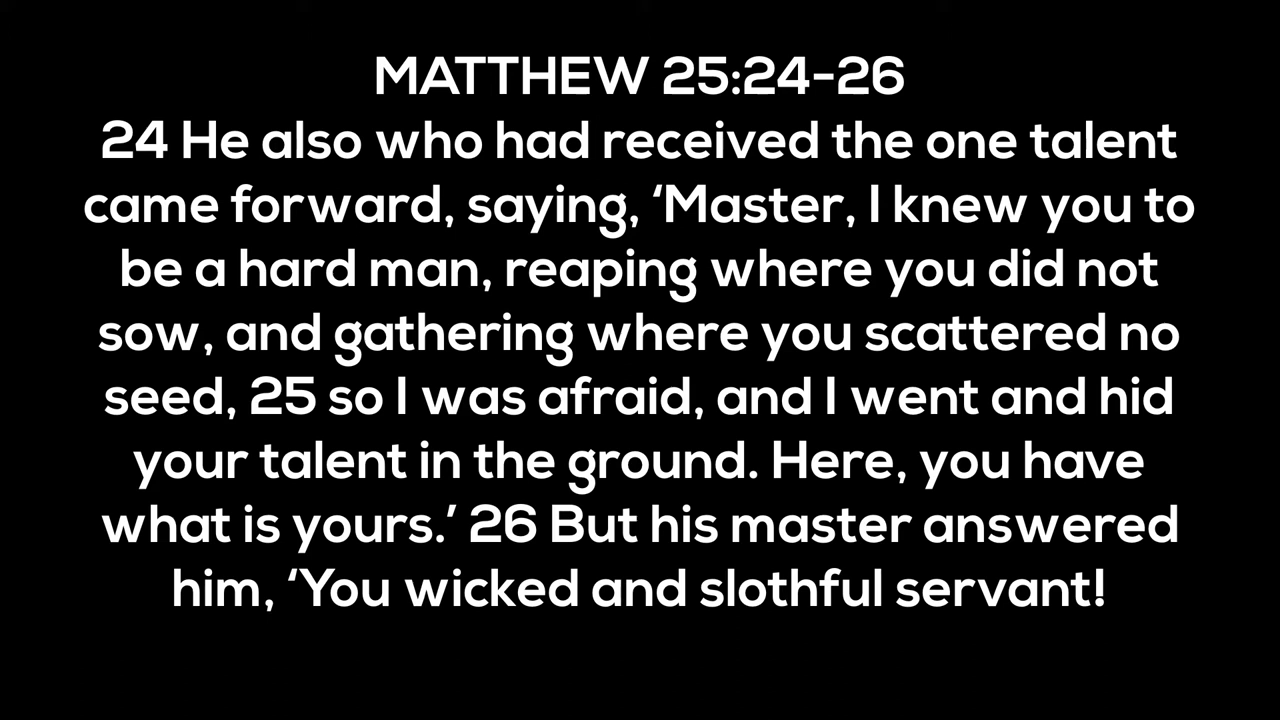 MATTHEW 25:24-26
24 He also who had received the one talent
came forward, saying, ‘Master, I knew you to
be a hard man, reaping where you did not
sow, and gathering where you scattered no
seed, 25 so I was afraid, and I went and hid
your talent in the ground. Here, you have
what is yours.’ 26 But his master answered
him, ‘You wicked and slothful servant!